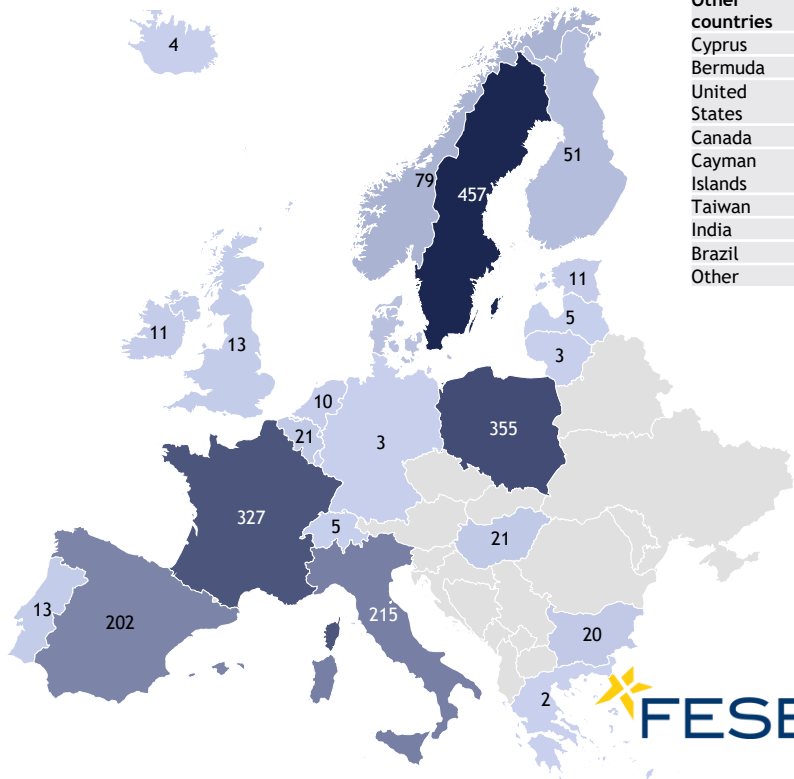 Other
countries
Cyprus
Bermuda
United
States
Canada
Cayman
Islands
Taiwan
India
Brazil
Other
4
79
457
51
11
5
3
11
13
10
21
3
355
327
5
21
13
202
215
20
2
FESE